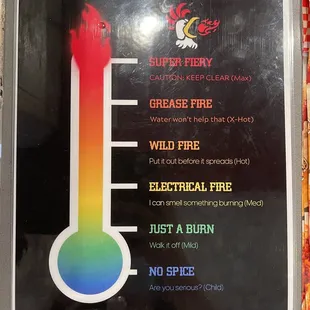 SUPER FIERY
CAUTION: KEEP CLEAR (Max)
GREASE FIRE
Water won't help that (X-Hot)
WILD FIRE
Put it out before it spreads (Hot)
ELECTRICAL FIRE
I can smell something burning (Med)
JUST A BURN
Walk it off (Mild)
NO SPICE
Are you serious? (Child)